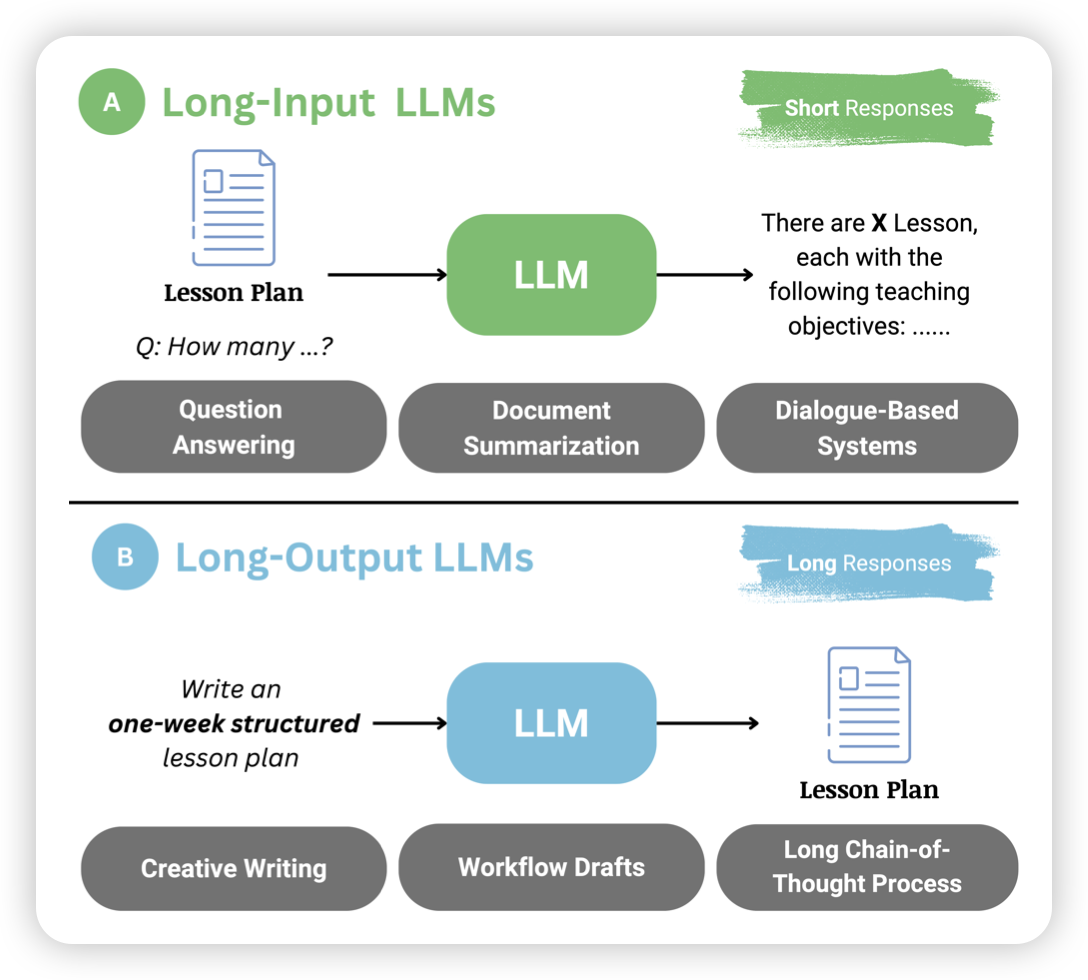 A
Long-Input LLMs
Short Responses
Lesson Plan
Q: How many ...?
LLM
There are X Lesson,
each with the
following teaching
objectives: ......
Question
Answering
Document
Summarization
Dialogue-Based
Systems
B
Long-Output LLMs
Long Responses
Write an
one-week structured
lesson plan
LLM
Lesson Plan
Creative Writing
Workflow Drafts
Long Chain-of-
Thought Process